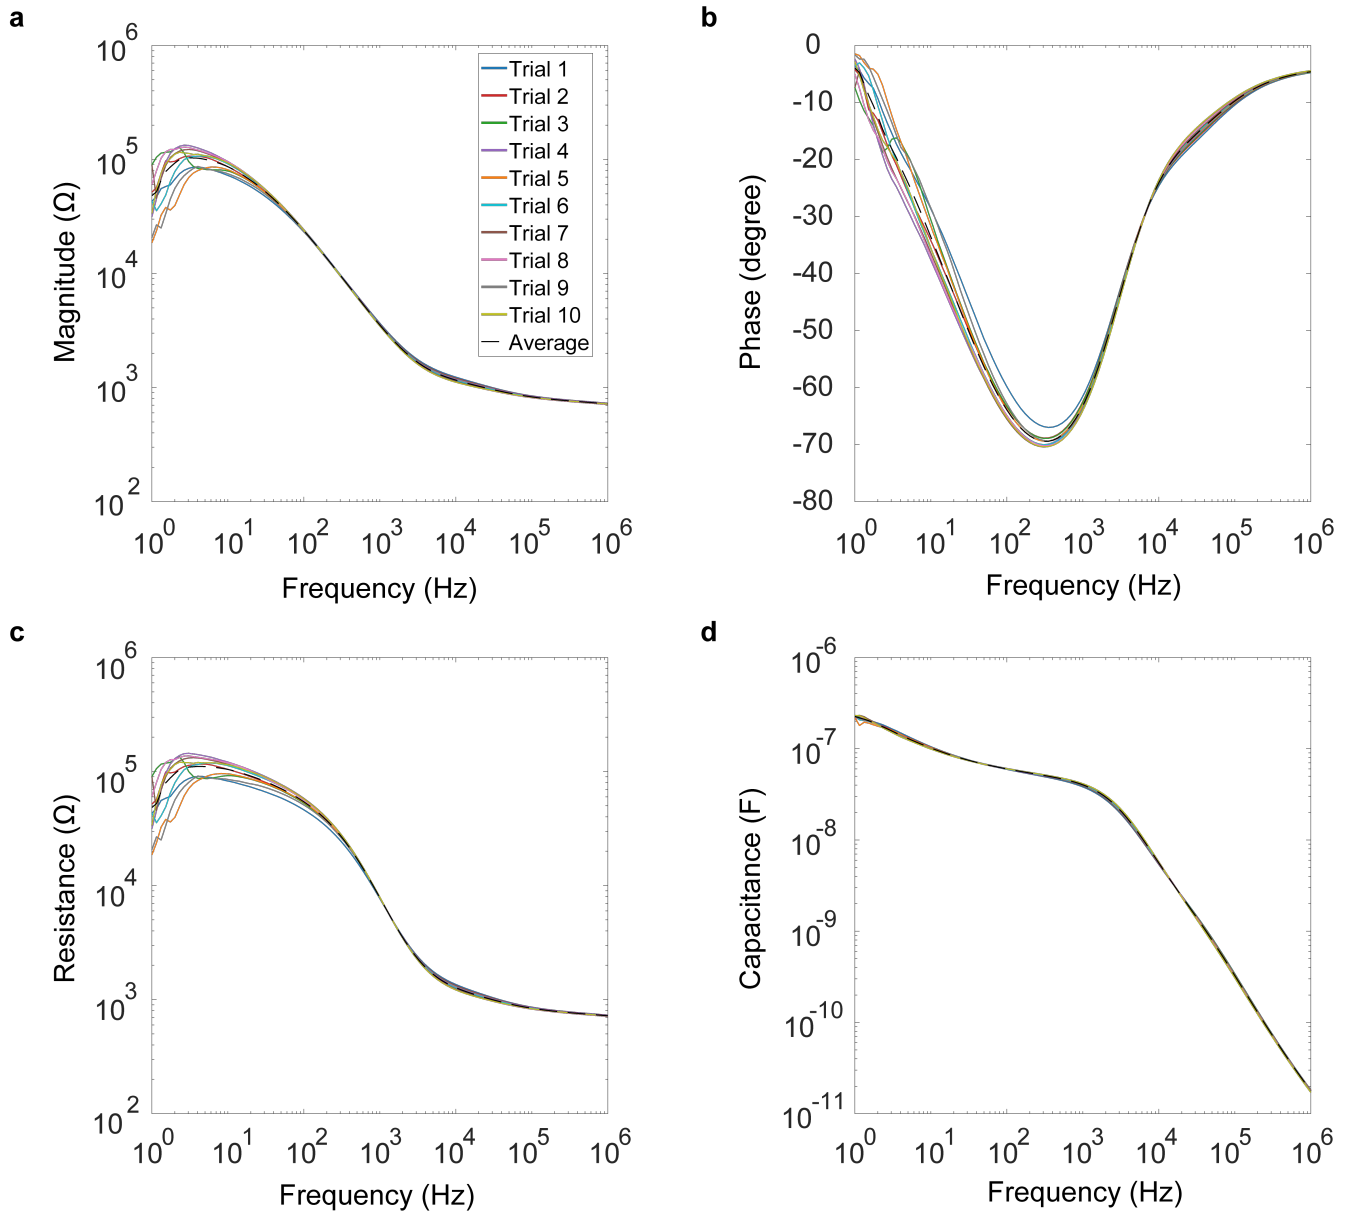 a
10^6
10^5
10^4
10^3
10^2
Magnitude (Ω)
Trial 1
Trial 2
Trial 3
Trial 4
Trial 5
Trial 6
Trial 7
Trial 8
Trial 9
Trial 10
Average
10^0 10^1 10^2 10^3 10^4 10^5 10^6
Frequency (Hz)
b
0
-10
-20
-30
-40
-50
-60
-70
-80
Phase (degree)
10^0 10^1 10^2 10^3 10^4 10^5 10^6
Frequency (Hz)
c
10^6
10^5
10^4
10^3
10^2
Resistance (Ω)
10^0 10^1 10^2 10^3 10^4 10^5 10^6
Frequency (Hz)
d
10^-6
10^-7
10^-8
10^-9
10^-10
10^-11
Capacitance (F)
10^0 10^1 10^2 10^3 10^4 10^5 10^6
Frequency (Hz)